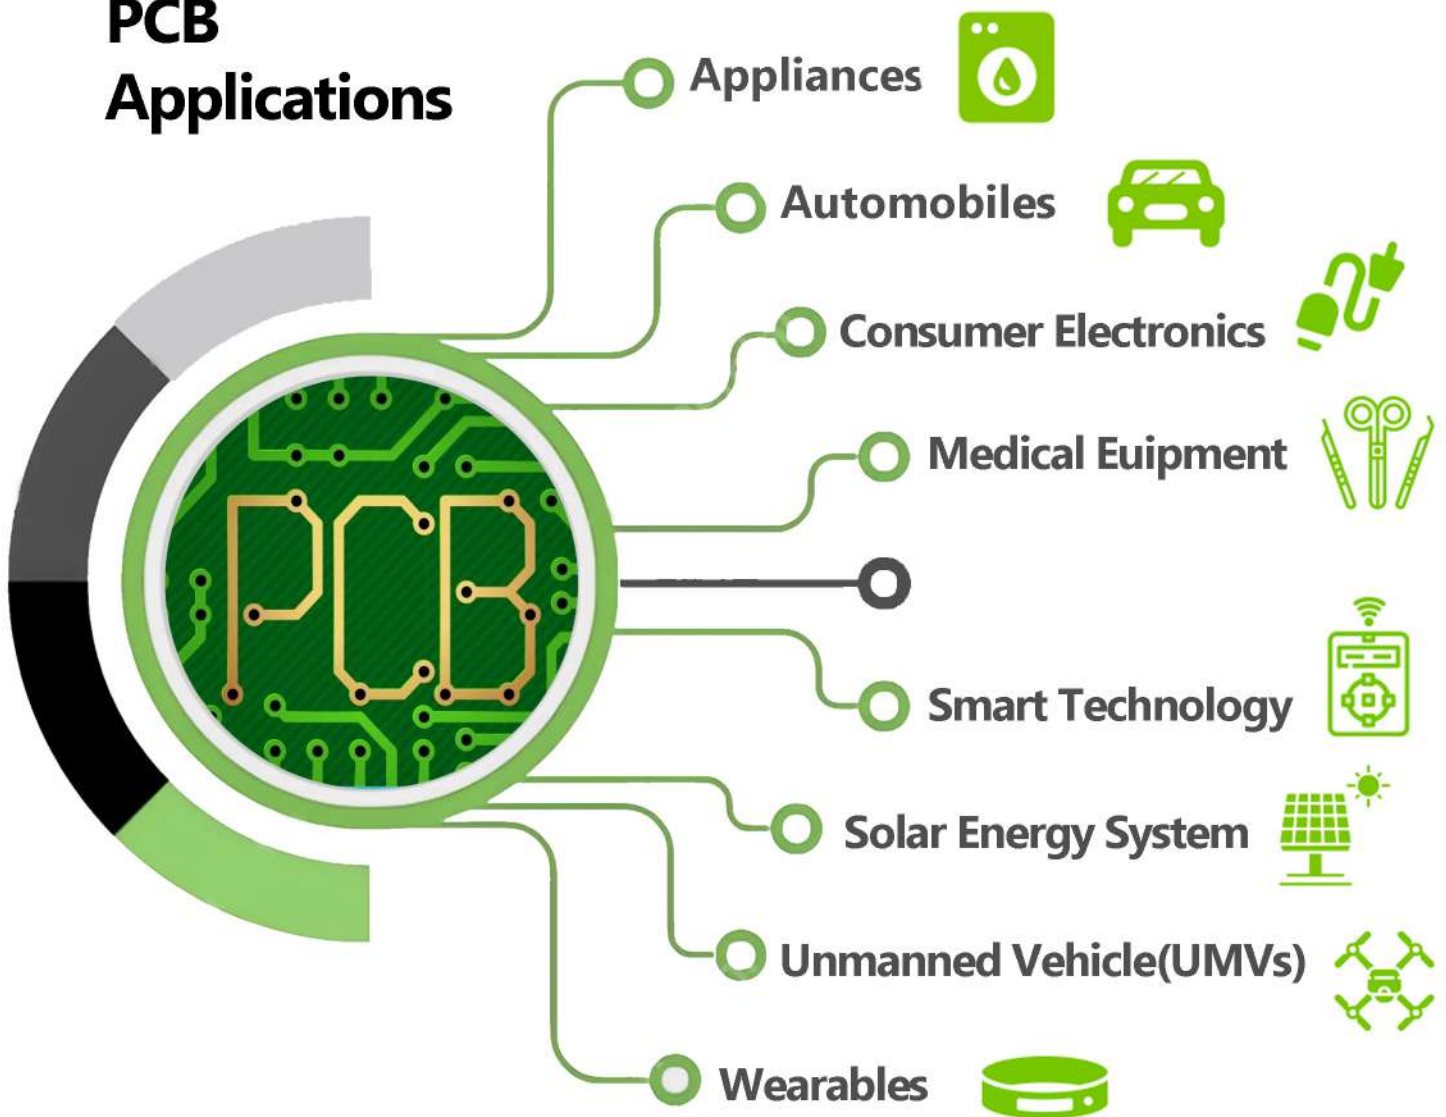 PCB
Applications
Appliances
Automobiles
Consumer Electronics
Medical Euipment
PCB
Smart Technology
Solar Energy System
Unmanned Vehicle(UMVs)
Wearables